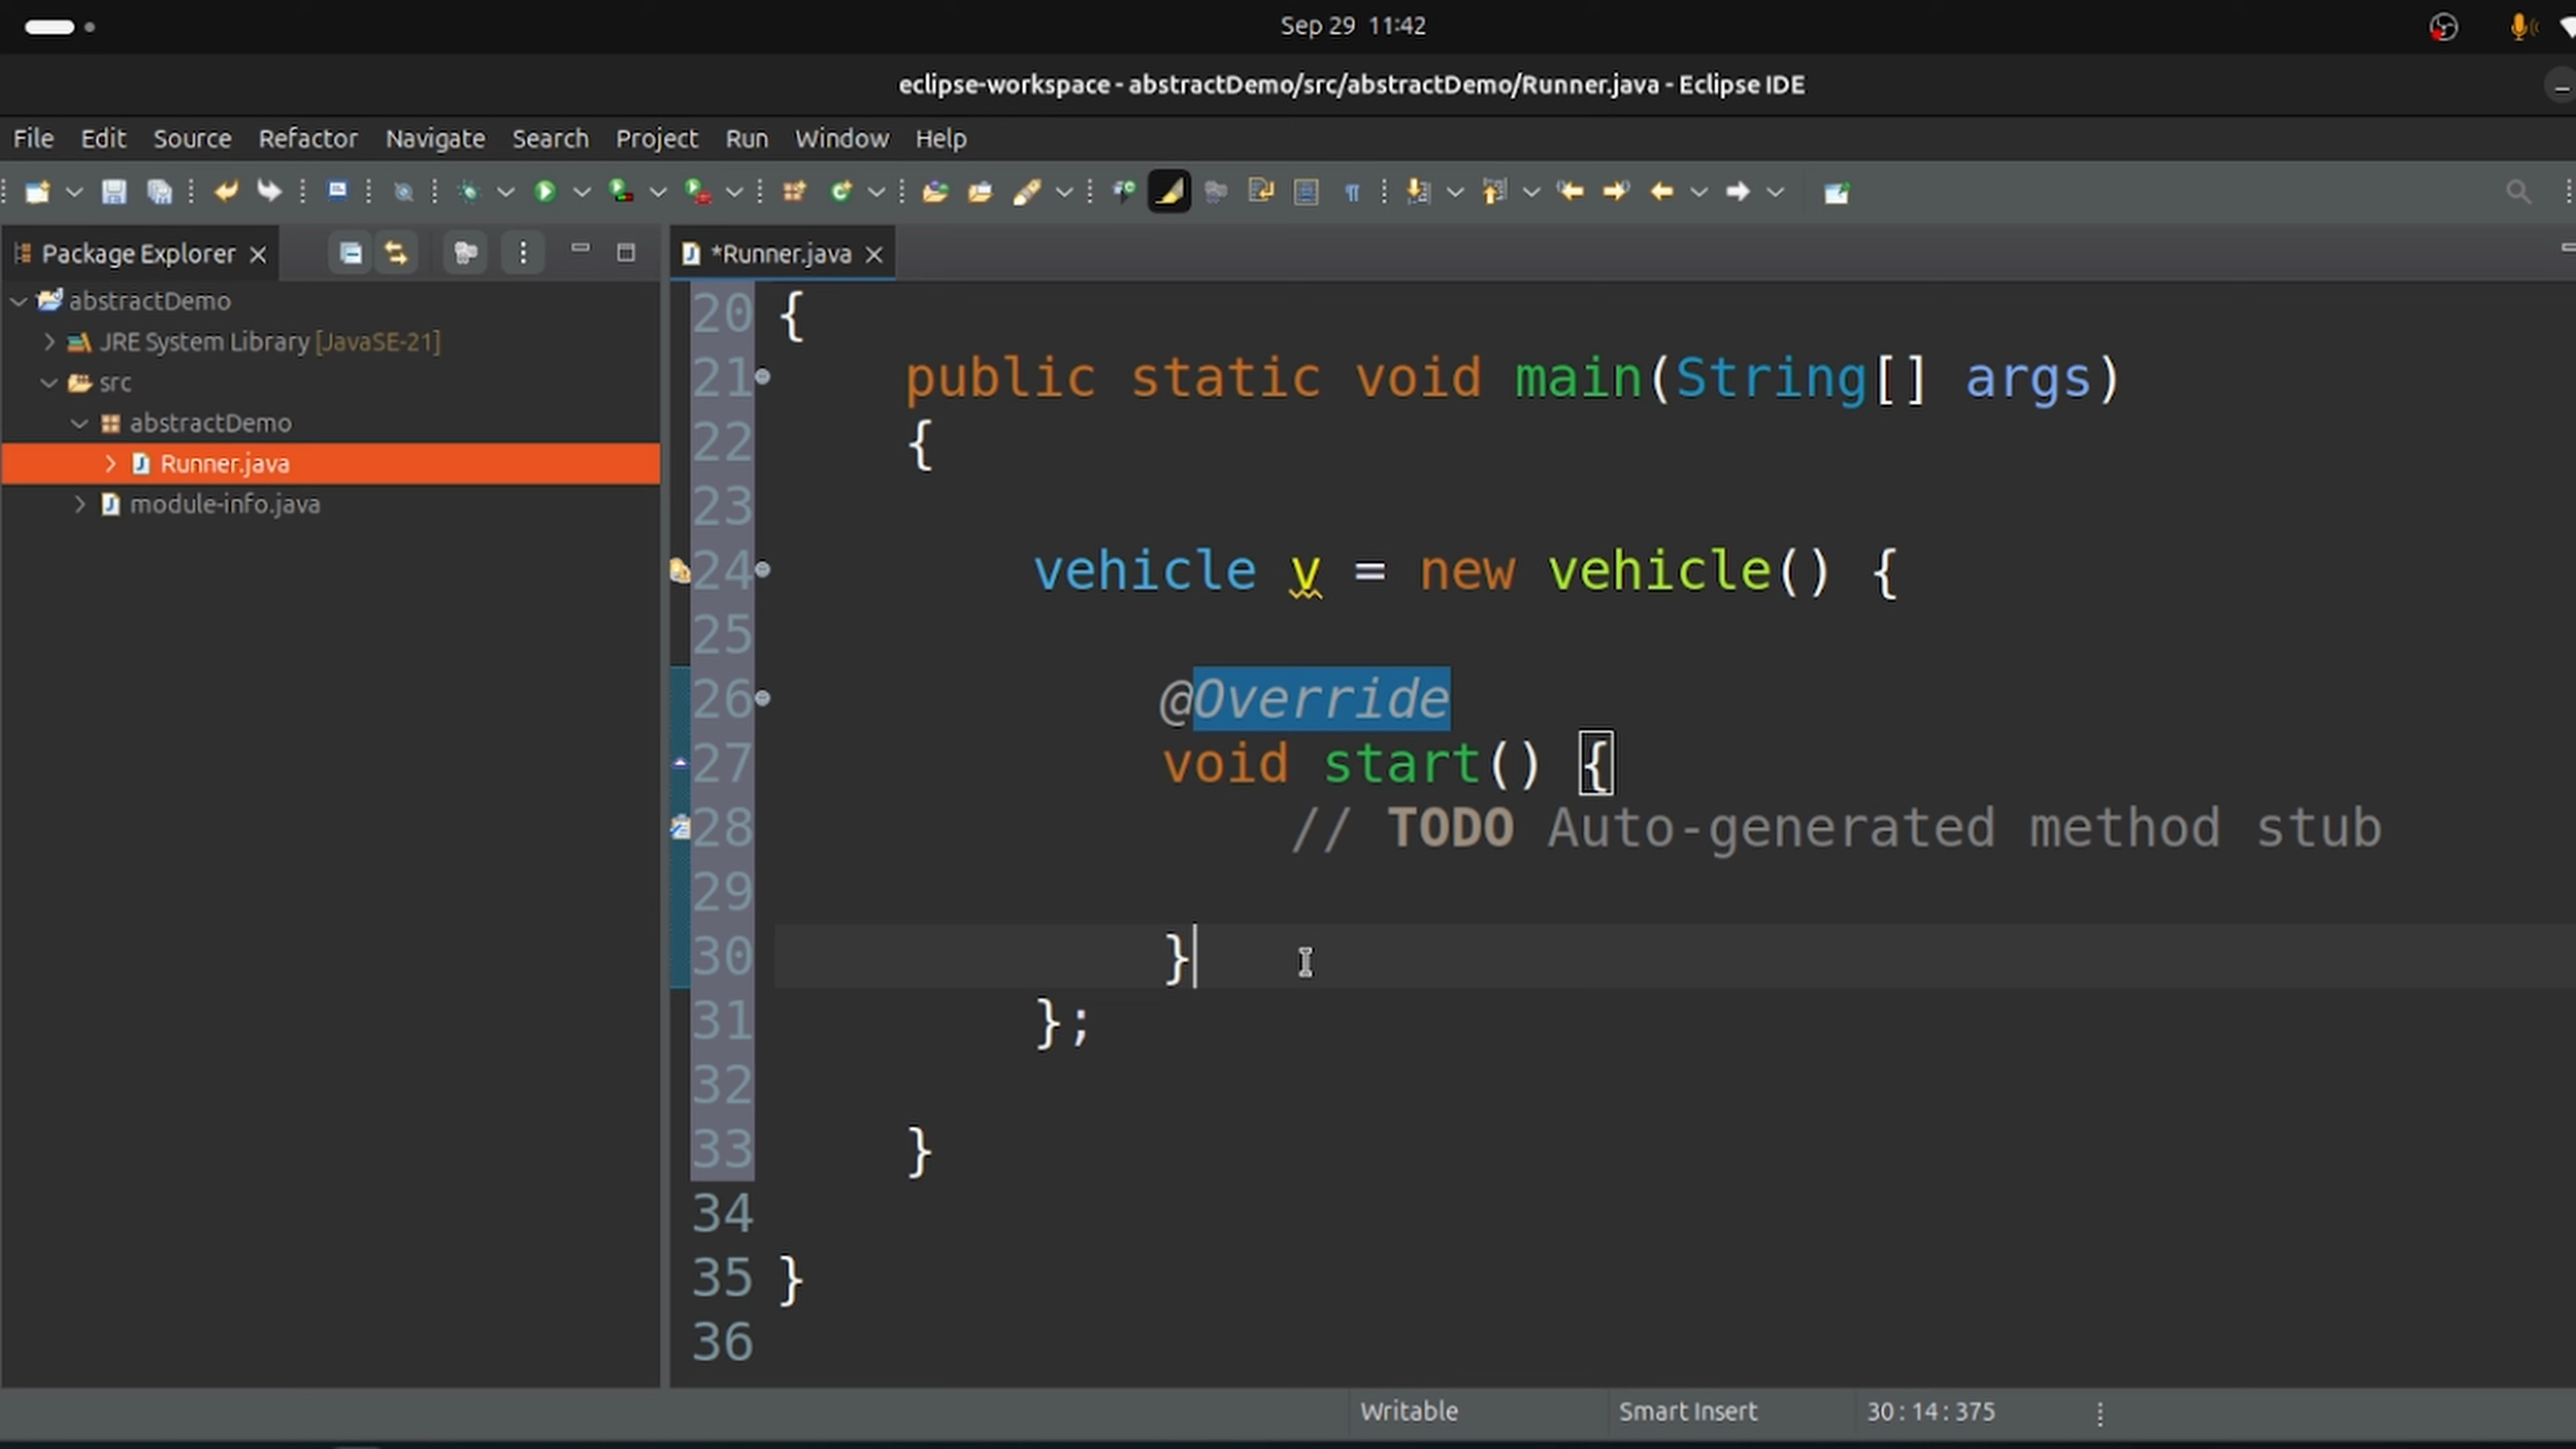 Sep 29 11:42
eclipse-workspace - abstractDemo/src/abstractDemo/Runner.java - Eclipse IDE
File Edit Source Refactor Navigate Search Project Run Window Help
Package Explorer
*Runner.java
abstractDemo
JRE System Library [JavaSE-21]
src
abstractDemo
Runner.java
module-info.java
20 {
21 public static void main(String[] args)
22 {
23
24 vehicle v = new vehicle() {
25
26 @Override
27 void start() {
28 // TODO Auto-generated method stub
29
30 }
31 };
32
33 }
34
35 }
36
Writable Smart Insert 30 : 14 : 375